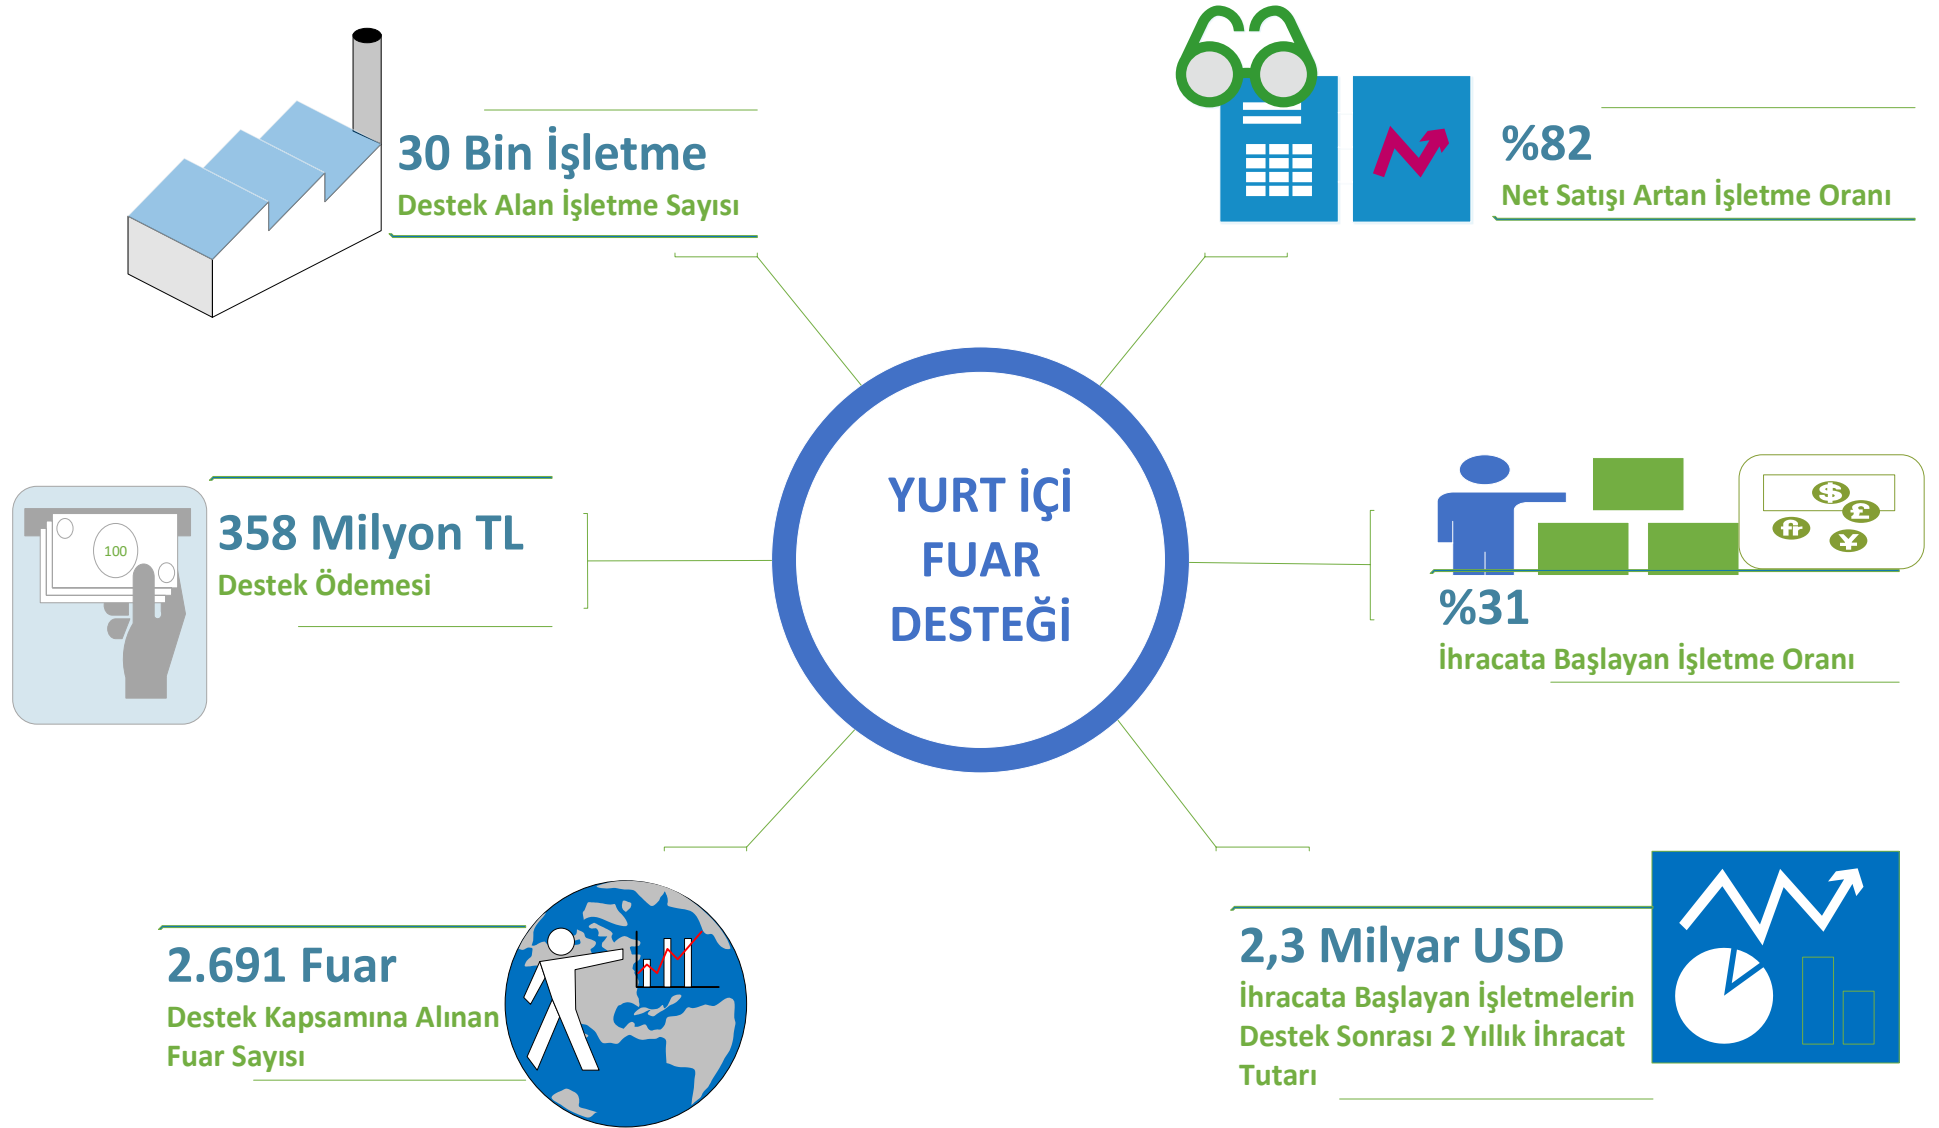 30 Bin İşletme
Destek Alan İşletme Sayısı
%82
Net Satışı Artan İşletme Oranı
YURT İÇİ
FUAR
DESTEĞİ
100
358 Milyon TL
Destek Ödemesi
$
£
fr
¥
%31
İhracata Başlayan İşletme Oranı
2.691 Fuar
Destek Kapsamına Alınan
Fuar Sayısı
2,3 Milyar USD
İhracata Başlayan İşletmelerin
Destek Sonrası 2 Yıllık İhracat
Tutarı